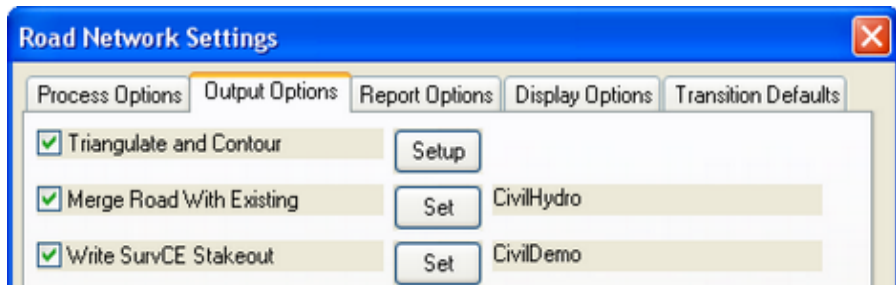 Road Network Settings
Process Options Output Options Report Options Display Options Transition Defaults
Triangulate and Contour Setup
Merge Road With Existing Set CivilHydro
Write SurvCE Stakeout Set CivilDemo